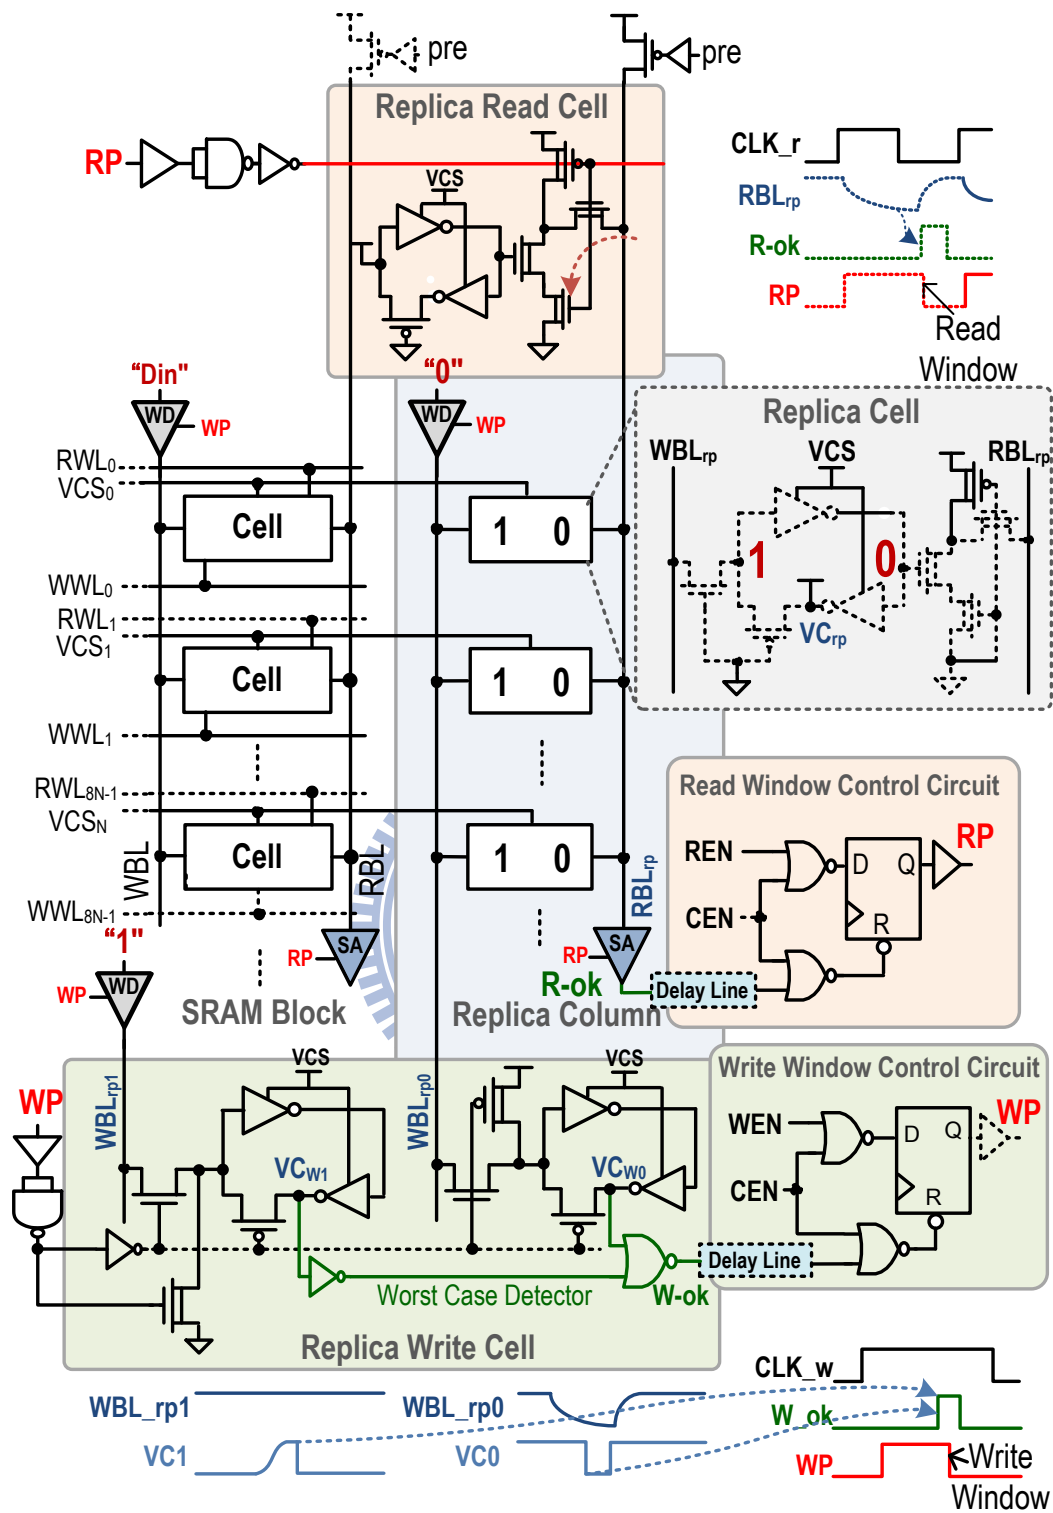 pre
pre
Replica Read Cell
RP
VCS
CLK_r
RBLrp
R-ok
RP
Read
Window
"Din"
"0"
WD
WP
WD
WP
Replica Cell
WBLrp
VCS
RBLrp
1
0
VCrp
RWL0
VCS0
Cell
1 0
WWL0
RWL1
VCS1
Cell
1 0
WWL1
RWL8N-1
VCSN
Cell
1 0
WBL
RBL
RBLrp
WWL8N-1
"1"
WD
WP
RP
SA
RP
SA
R-ok
Delay Line
SRAM Block
Replica Column
Read Window Control Circuit
REN
CEN
D
Q
R
RP
Write Window Control Circuit
WEN
CEN
D
Q
R
WP
Delay Line
WP
WBLrp1
VCS
VCW1
WBLrp0
VCS
VCW0
Worst Case Detector
W-ok
Replica Write Cell
WBL_rp1
WBL_rp0
VC1
VC0
CLK_w
W_ok
WP
Write
Window